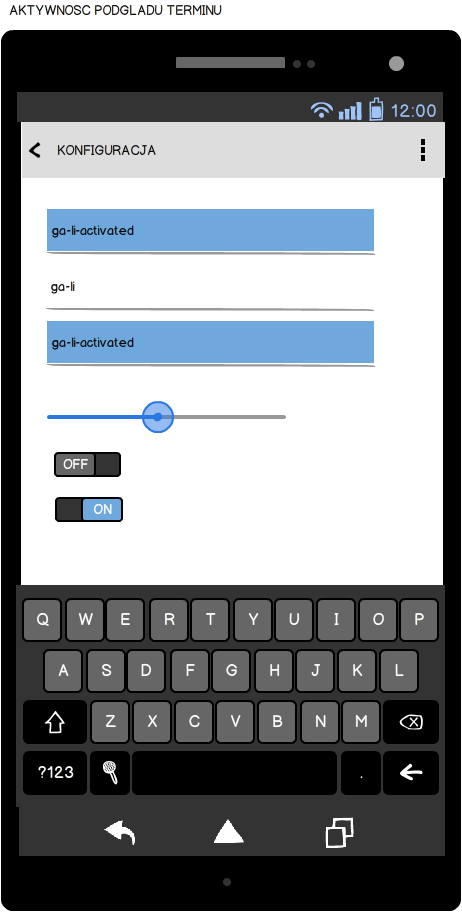 AKTYWNOSC PODGLADU TERMINU
12:00
KONFIGURACJA
ga-li-activated
ga-li
ga-li-activated
OFF
ON
Q W E R T Y U I O P
A S D F G H J K L
Z X C V B N M
?123 .